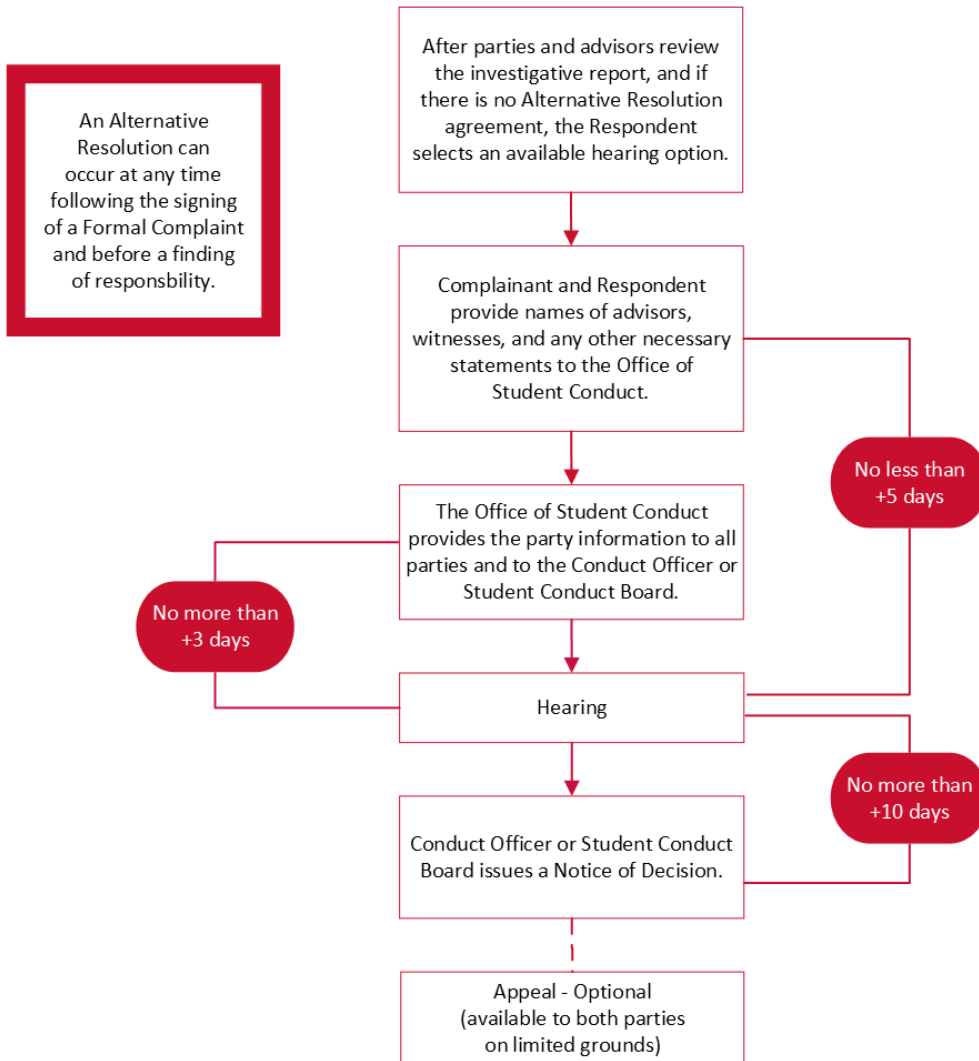 After parties and advisors review
the investigative report, and if
there is no Alternative Resolution
agreement, the Respondent
selects an available hearing option.
An Alternative
Resolution can
occur at any time
following the signing
of a Formal Complaint
and before a finding
of responsbility.
Complainant and Respondent
provide names of advisors,
witnesses, and any other necessary
statements to the Office of
Student Conduct.
No less than
+5 days
The Office of Student Conduct
provides the party information to all
parties and to the Conduct Officer or
Student Conduct Board.
No more than
+3 days
Hearing
No more than
+10 days
Conduct Officer or Student Conduct
Board issues a Notice of Decision.
Appeal - Optional
(available to both parties
on limited grounds)